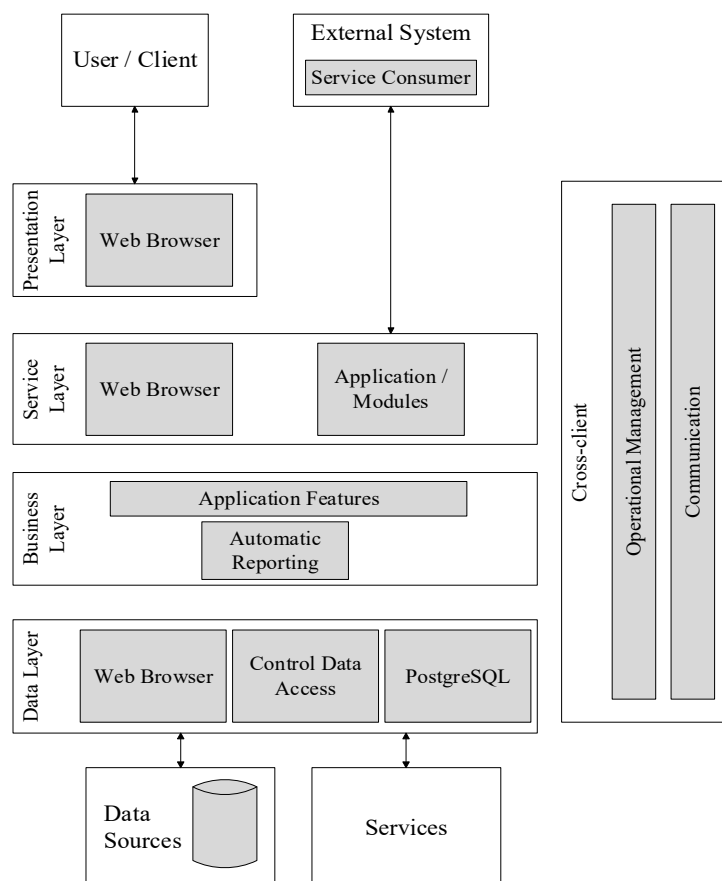 User / Client
External System
Service Consumer
Presentation
Layer
Web Browser
Service
Layer
Web Browser
Application /
Modules
Business
Layer
Application Features
Automatic
Reporting
Data Layer
Web Browser
Control Data
Access
PostgreSQL
Data
Sources
Services
Cross-client
Operational Management
Communication